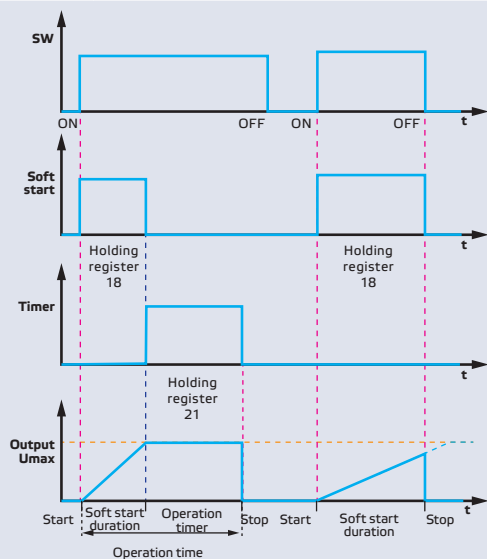 SW
ON
OFF
ON
OFF
t
Soft
start
t
Holding
register
18
Holding
register
18
Timer
t
Holding
register
21
Output
Umax
t
Start
Soft start
duration
Operation
timer
Stop
Start
Soft start
duration
Stop
Operation time